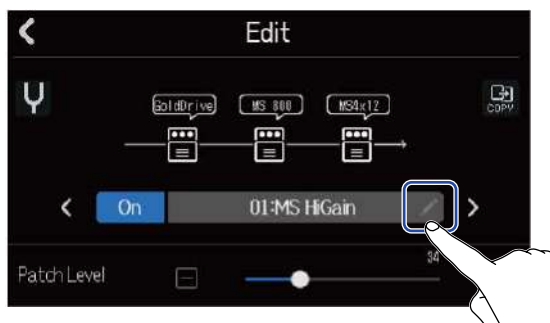 Edit
GoldDrive MS 800 MS4x12
COPY
On 01:MS HiGain
34
Patch Level